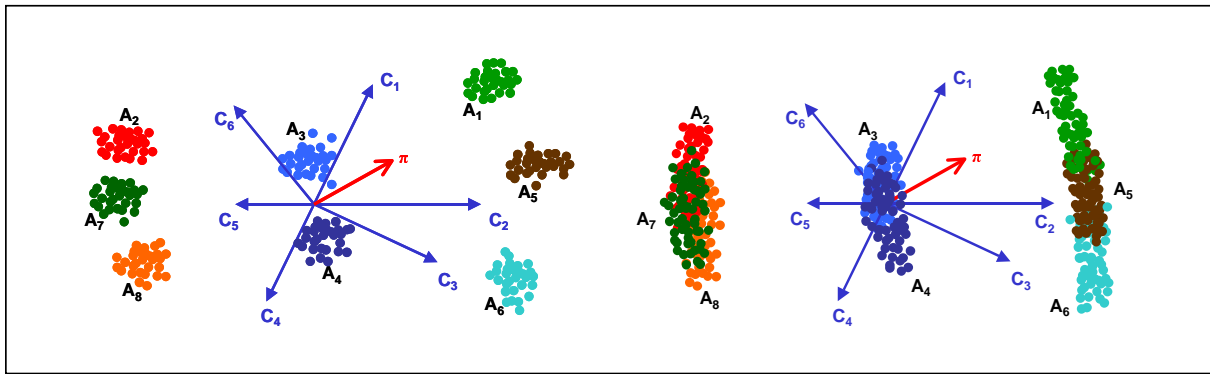 A₁
C₁
A₂
C₆
A₃
π
A₅
A₇
C₅
C₂
A₄
C₃
A₈
A₆
C₄
A₂
C₁
A₁
C₆
A₃
π
A₅
A₇
C₅
C₂
C₃
A₄
A₈
A₆
C₄